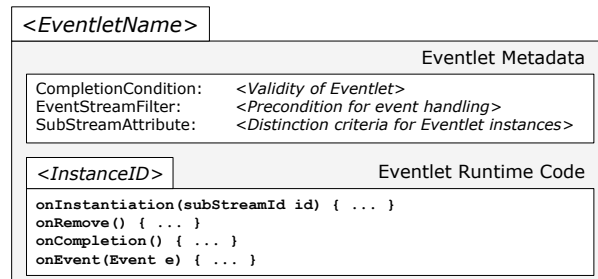 <EventletName>
Eventlet Metadata
CompletionCondition: <Validity of Eventlet>
EventStreamFilter: <Precondition for event handling>
SubStreamAttribute: <Distinction criteria for Eventlet instances>
<InstanceID> Eventlet Runtime Code
onInstantiation(subStreamId id) { ... }
onRemove() { ... }
onCompletion() { ... }
onEvent(Event e) { ... }